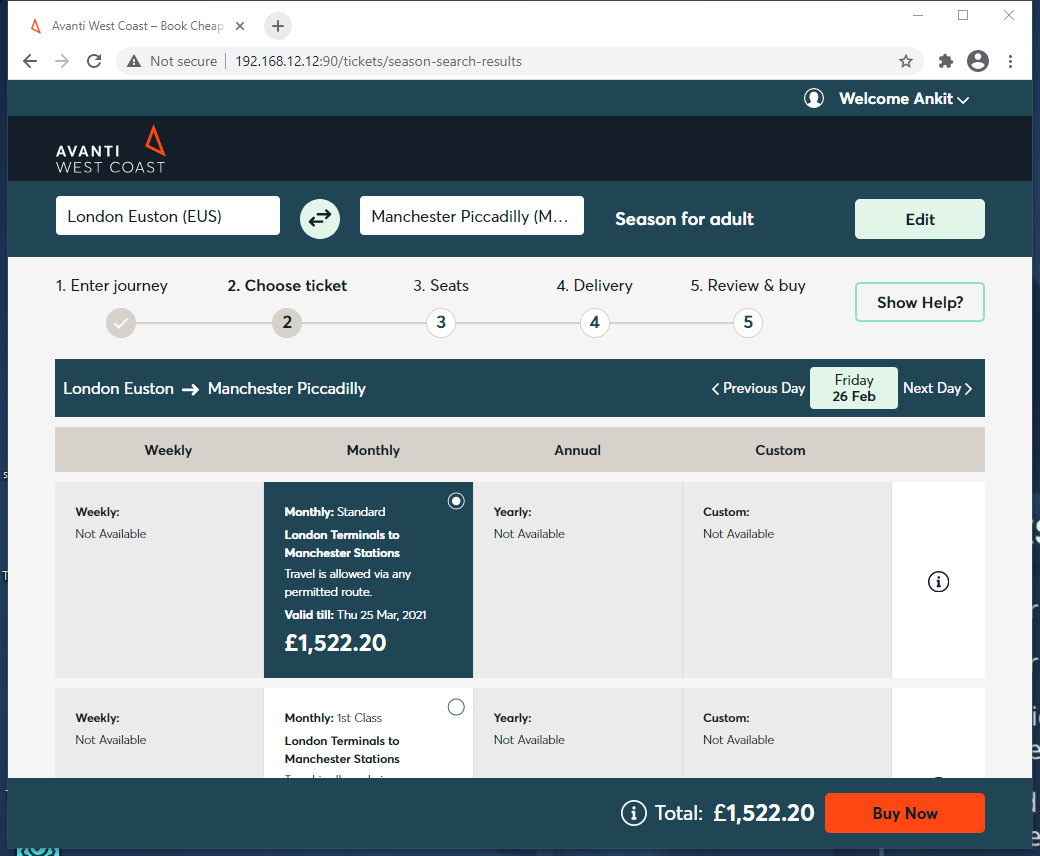 Avanti West Coast – Book Cheap
Not secure
192.168.12.12:90/tickets/season-search-results
Welcome Ankit
AVANTI
WEST COAST
London Euston (EUS)
Manchester Piccadilly (M...
Season for adult
Edit
1. Enter journey
2. Choose ticket
3. Seats
4. Delivery
5. Review & buy
2
3
4
5
Show Help?
London Euston → Manchester Piccadilly
Previous Day
Friday
26 Feb
Next Day
Weekly
Monthly
Annual
Custom
Weekly:
Not Available
Monthly: Standard
London Terminals to
Manchester Stations
Travel is allowed via any
permitted route.
Valid till: Thu 25 Mar, 2021
£1,522.20
Yearly:
Not Available
Custom:
Not Available
Weekly:
Not Available
Monthly: 1st Class
London Terminals to
Manchester Stations
Yearly:
Not Available
Custom:
Not Available
Total: £1,522.20
Buy Now